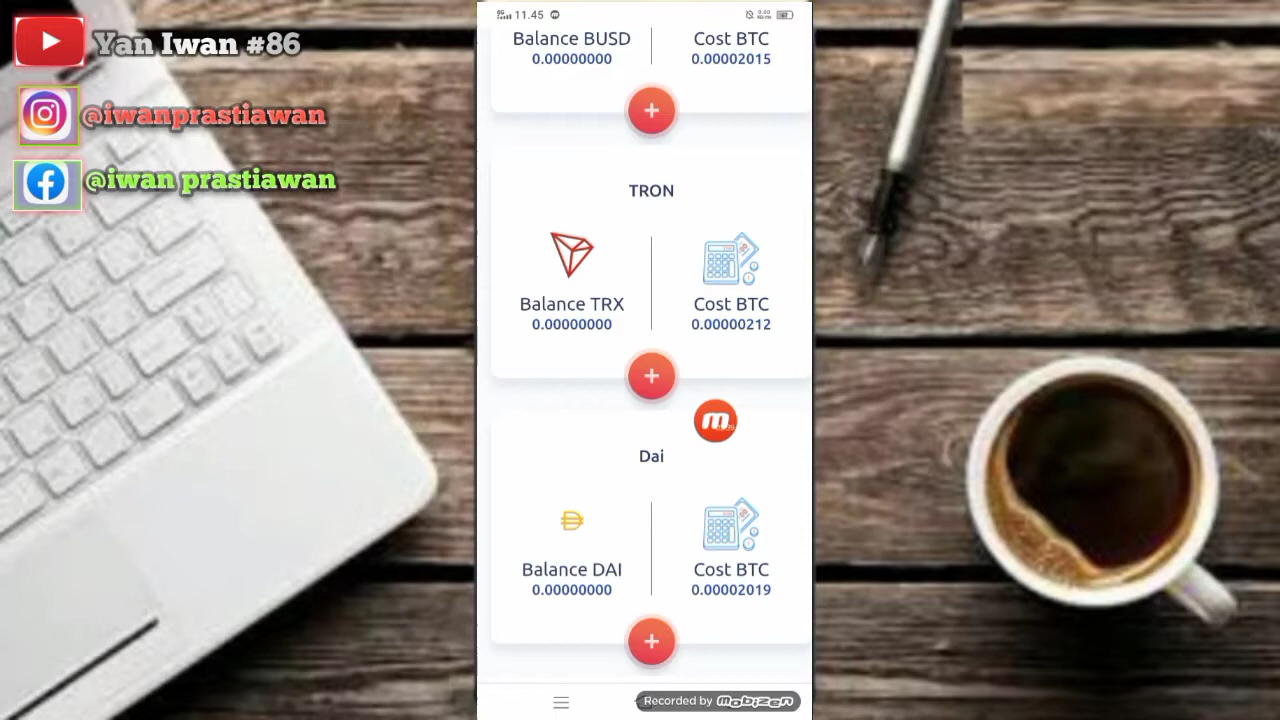 Yan Iwan #86
@iwanprastiawan
@iwan prastiawan
11.45
Balance BUSD
0.00000000
Cost BTC
0.00002015
TRON
Balance TRX
0.00000000
Cost BTC
0.00000212
Dai
Balance DAI
0.00000000
Cost BTC
0.00002019
Recorded by mobizen